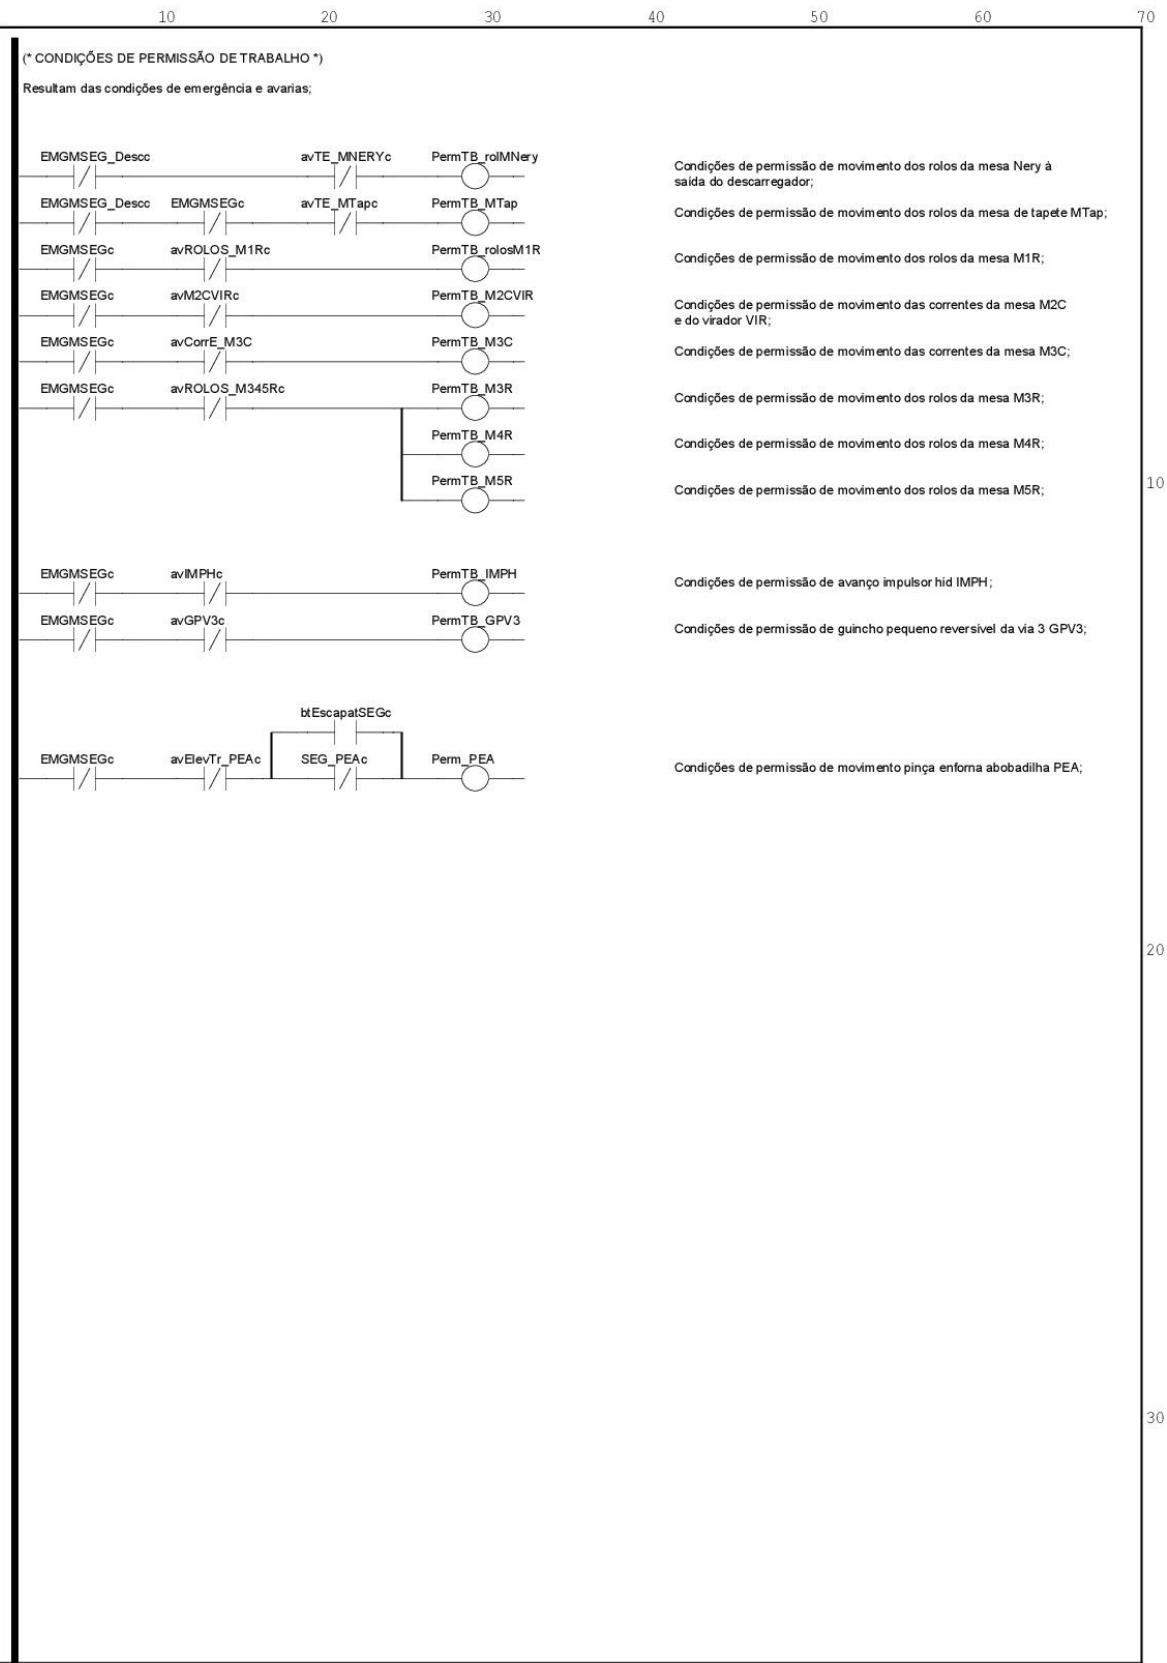 10 20 30 40 50 60 70
(* CONDIÇÕES DE PERMISSÃO DE TRABALHO *)
Resultam das condições de emergência e avarias;
EMGMSEG_Descc avTE_MNERYc PermTB_rolMNery
Condições de permissão de movimento dos rolos da mesa Nery à
saída do descarregador;
EMGMSEG_Descc EMGMSEGc avTE_MTapc PermTB_MTap Condições de permissão de movimento dos rolos da mesa de tapete MTap;
EMGMSEGc avROLOS_M1Rc PermTB_rolosM1R Condições de permissão de movimento dos rolos da mesa M1R;
EMGMSEGc avM2CVIRc PermTB_M2CVIR
Condições de permissão de movimento das correntes da mesa M2C
e do virador VIR;
EMGMSEGc avCorrE_M3C PermTB_M3C Condições de permissão de movimento das correntes da mesa M3C;
EMGMSEGc avROLOS_M345Rc PermTB_M3R Condições de permissão de movimento dos rolos da mesa M3R;
PermTB_M4R Condições de permissão de movimento dos rolos da mesa M4R;
PermTB_M5R Condições de permissão de movimento dos rolos da mesa M5R;
10
EMGMSEGc avIMPHc PermTB_IMPH Condições de permissão de avanço impulsor hid IMPH;
EMGMSEGc avGPV3c PermTB_GPV3 Condições de permissão de guincho pequeno reversivel da via 3 GPV3;
btEscapatSEGc
EMGMSEGc avElevTr_PEAc SEG_PEAc Perm_PEA Condições de permissão de movimento pinça enforna abobadilha PEA;
20
30